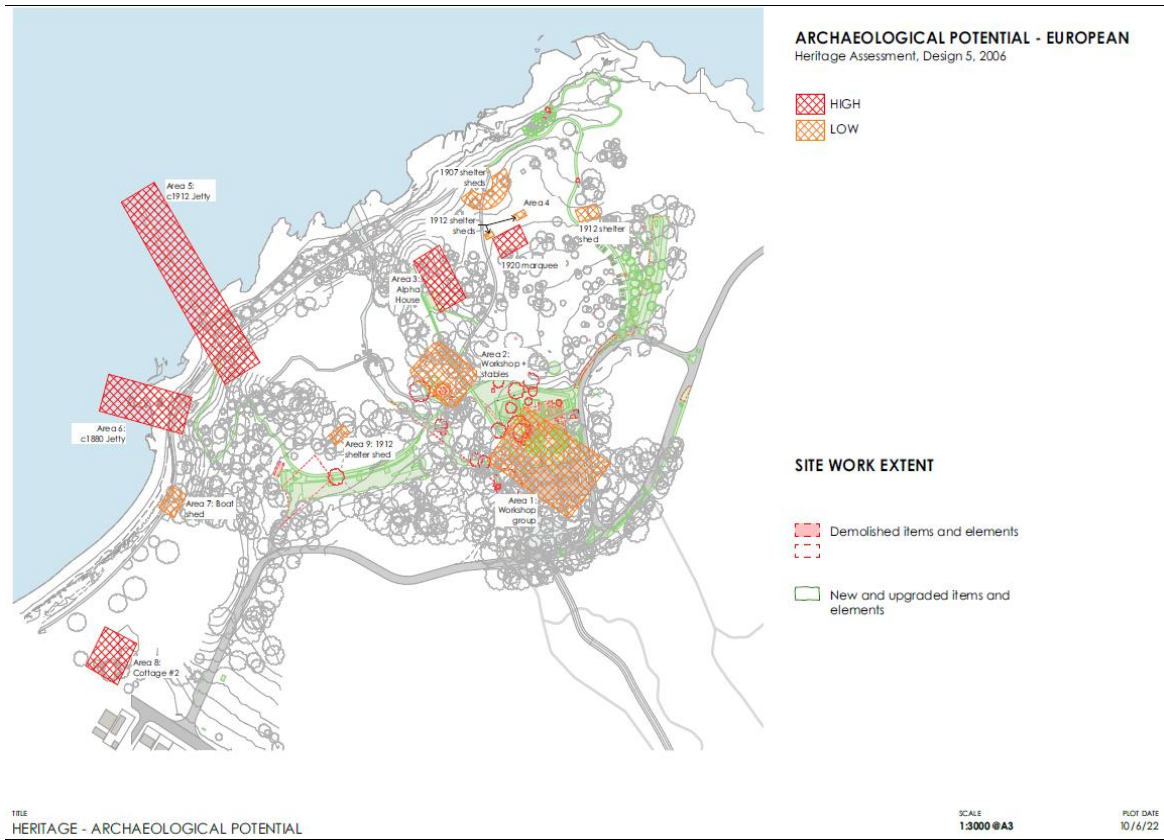 ARCHAEOLOGICAL POTENTIAL - EUROPEAN
Heritage Assessment, Design 5, 2006
HIGH
LOW
Area 5:
c1912 Jetty
1907 shelter
sheds
Area 4
1912 shelter
sheds
1912 shelter
shed
1920 marquee
Area 3:
Alpha
House
Area 2:
Workshop +
stables
Area 6:
c1880 Jetty
Area 9: 1912
shelter shed
Area 7: Boat
shed
Area 1:
Workshop
group
Area 8:
Cottage #2
SITE WORK EXTENT
Demolished items and elements
New and upgraded items and
elements
TITLE
HERITAGE - ARCHAEOLOGICAL POTENTIAL
SCALE
1:3000 @A3
PLOT DATE
10/6/22